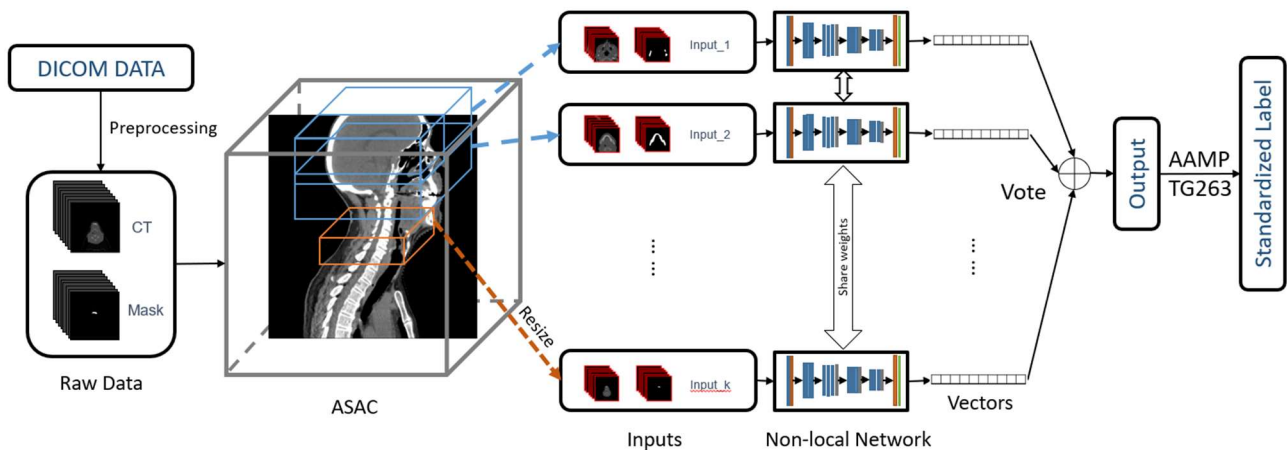 DICOM DATA
Preprocessing
CT
Mask
Raw Data
ASAC
Resize
Input_1
Input_2
Input_k
Inputs
Share weights
Non-local Network
Vectors
Vote
Output
AAMP
TG263
Standardized Label